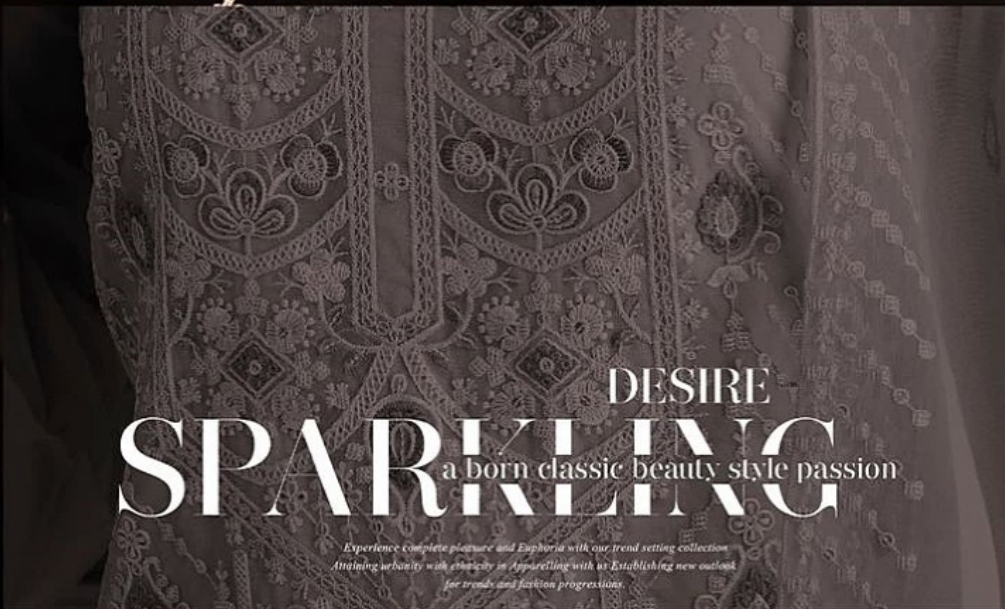 DESIRE
SPARKLING
a born classic beauty style passion
Experience complete pleasure and Euphoria with our trend setting collection
Attaining urbanity with ethnicity in Apparelling with us Establishing new outlook
for trends and fashion progressions.